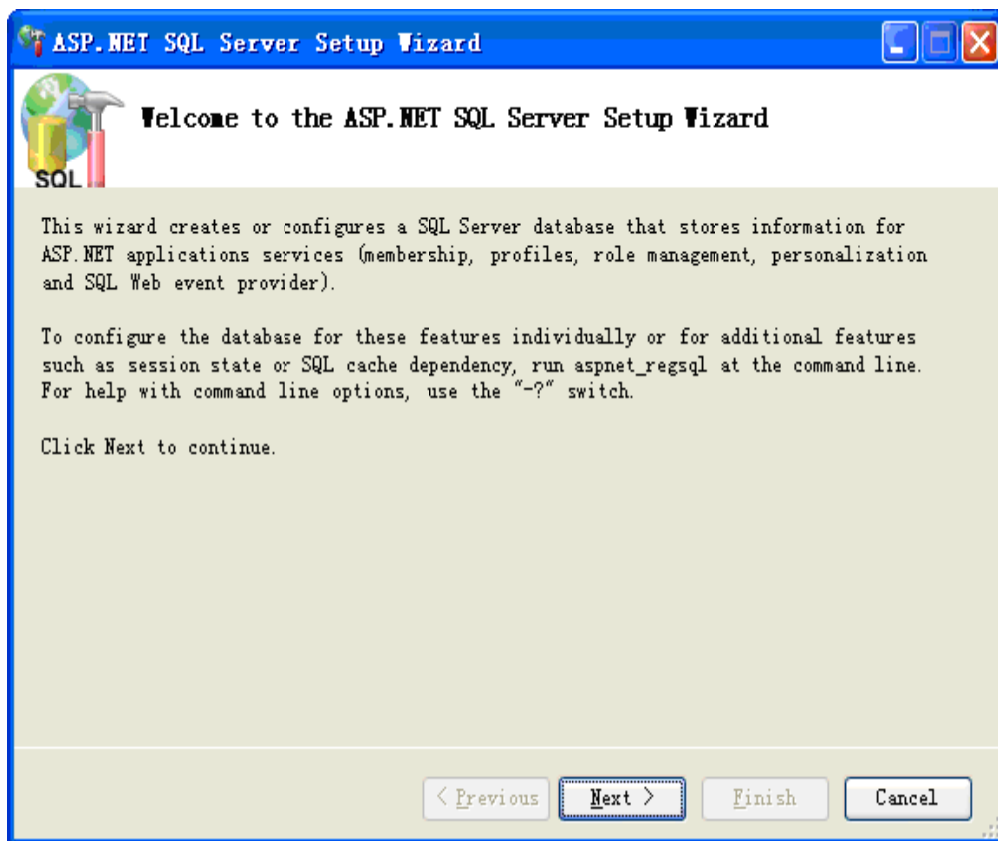 ASP.NET SQL Server Setup Wizard
Welcome to the ASP.NET SQL Server Setup Wizard
SQL
This wizard creates or configures a SQL Server database that stores information for
ASP.NET applications services (membership, profiles, role management, personalization
and SQL Web event provider).
To configure the database for these features individually or for additional features
such as session state or SQL cache dependency, run aspnet_regsql at the command line.
For help with command line options, use the "-?" switch.
Click Next to continue.
< Previous Next > Finish Cancel